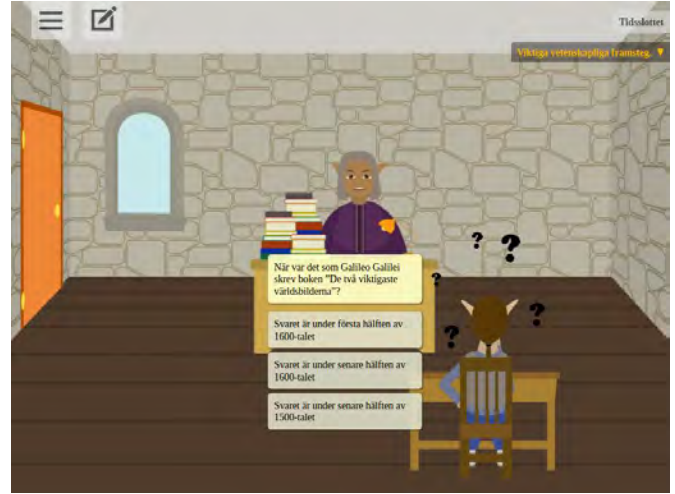 Tidsslottet
Viktiga vetenskapliga framsteg.
När var det som Galileo Galilei
skrev boken "De två viktigaste
världsbilderna"?
Svaret är under första hälften av
1600-talet
Svaret är under senare hälften av
1600-talet
Svaret är under senare hälften av
1500-talet
? ? ? ? ?